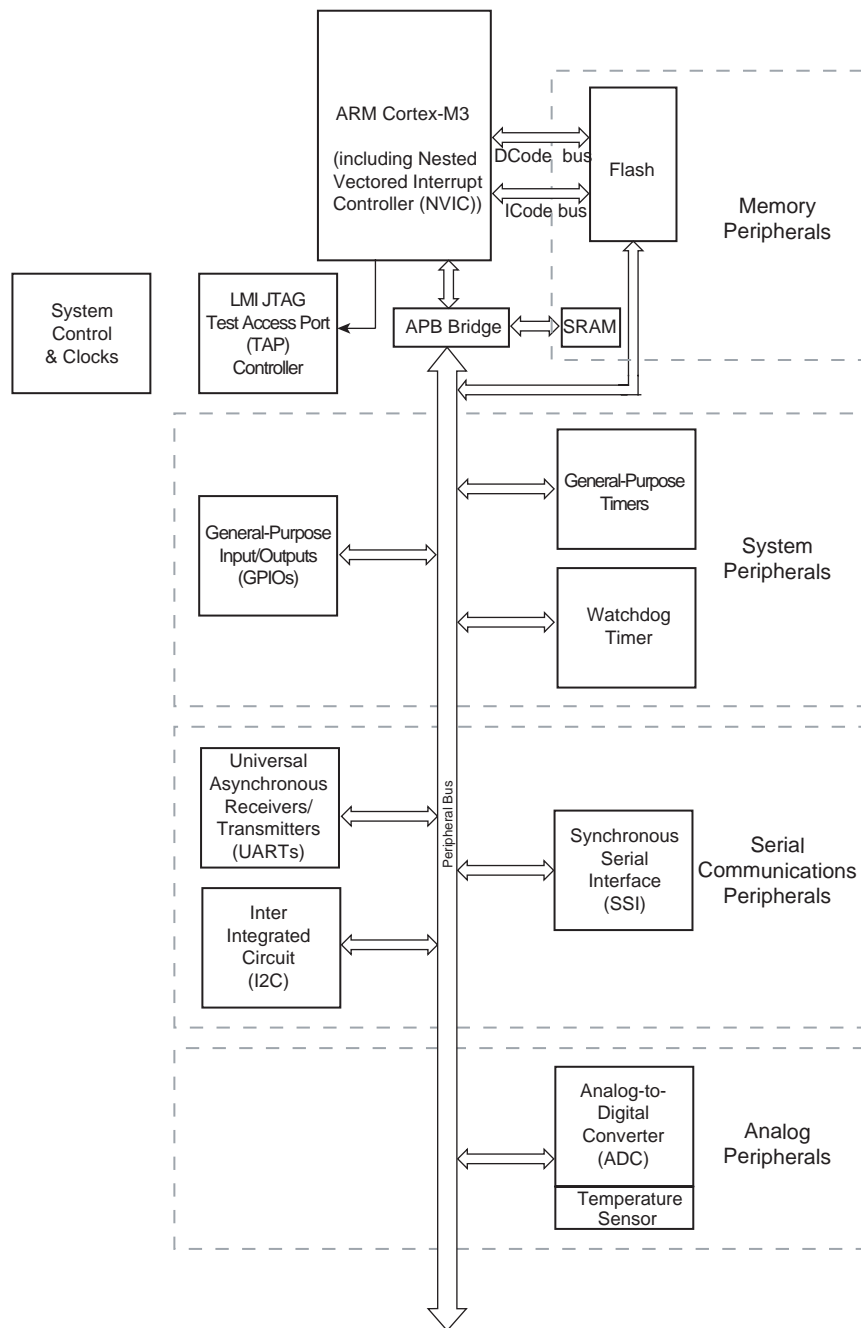 ARM Cortex-M3
(including Nested
Vectored Interrupt
Controller (NVIC))
DCode bus
ICode bus
Flash
Memory
Peripherals
System
Control
& Clocks
LMI JTAG
Test Access Port
(TAP)
Controller
APB Bridge
SRAM
General-Purpose
Timers
General-Purpose
Input/Outputs
(GPIOs)
System
Peripherals
Watchdog
Timer
Universal
Asynchronous
Receivers/
Transmitters
(UARTs)
Peripheral Bus
Synchronous
Serial
Interface
(SSI)
Serial
Communications
Peripherals
Inter
Integrated
Circuit
(I2C)
Analog-to-
Digital
Converter
(ADC)
Analog
Peripherals
Temperature
Sensor